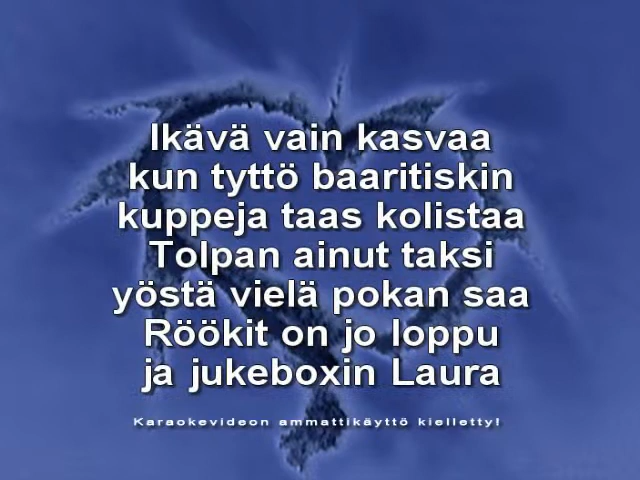 Ikävä vain kasvaa
kun tyttö baaritiskin
kuppeja taas kolistaa
Tolpan ainut taksi
yöstä vielä pokan saa
Röökit on jo loppu
ja jukeboxin Laura
Karaokevideon ammattikäyttö kielletty!